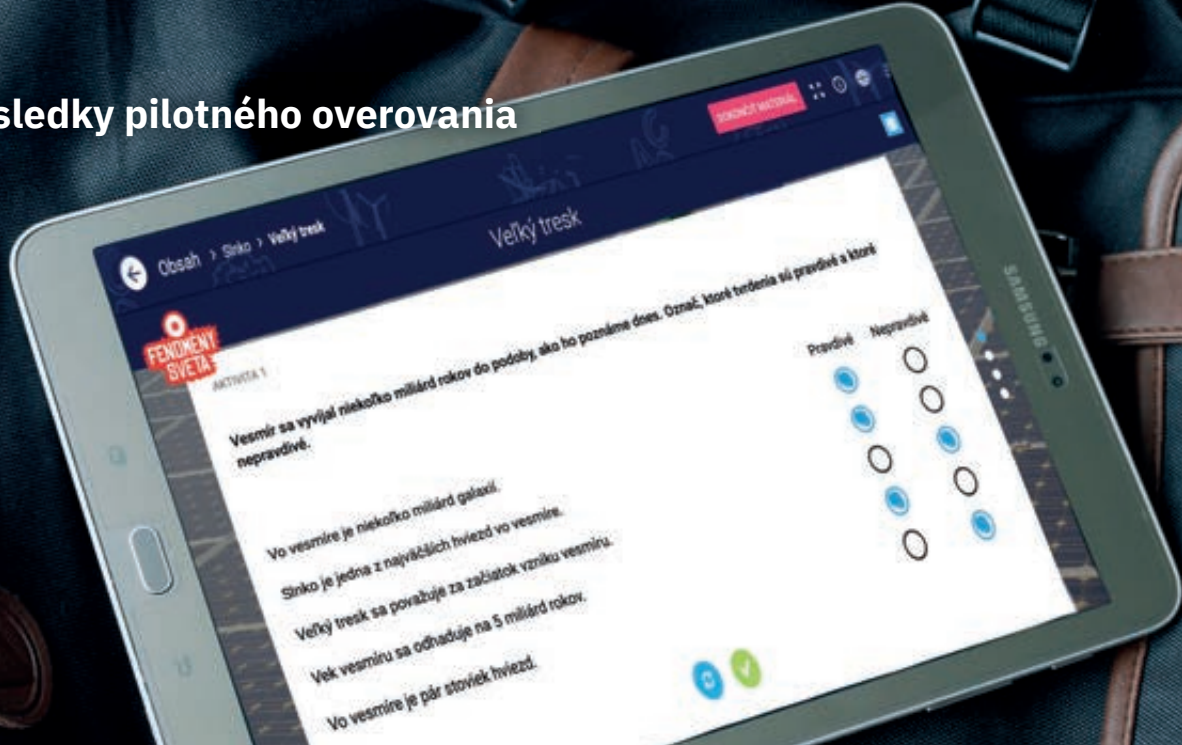 sledky pilotného overovania
DOKONČIŤ MATERIÁL
Obsah > Slnko > Veľký tresk
Veľký tresk
FENOMÉNY
SVETA
AKTIVITA 1
Vesmír sa vyvíjal niekoľko miliárd rokov do podoby, ako ho poznáme dnes. Označ, ktoré tvrdenia sú pravdivé a ktoré
nepravdivé.
Pravdivé Nepravdivé
Vo vesmíre je niekoľko miliárd galaxií.
Slnko je jedna z najväčších hviezd vo vesmíre.
Veľký tresk sa považuje za začiatok vzniku vesmíru.
Vek vesmíru sa odhaduje na 5 miliárd rokov.
Vo vesmíre je pár stoviek hviezd.
SAMSUNG